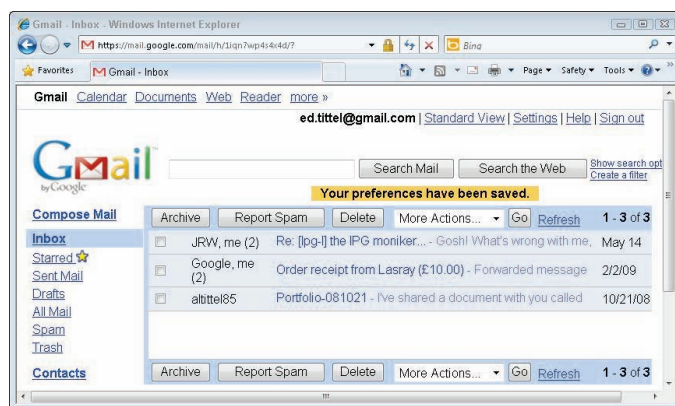 Gmail - Inbox - Windows Internet Explorer
https://mail.google.com/mail/h/1iqn7wp4s4x4d/?
Bing
Favorites Gmail - Inbox Page Safety Tools
Gmail Calendar Documents Web Reader more »
ed.tittel@gmail.com | Standard View | Settings | Help | Sign out
Gmail
by Google
Search Mail Search the Web Show search opt
Create a filter
Your preferences have been saved.
Compose Mail Archive Report Spam Delete More Actions... Go Refresh 1 - 3 of 3
Inbox JRW, me (2) Re: [Ipg-l] the IPG moniker... - Gosh! What's wrong with me, May 14
Starred Google, me (2) Order receipt from Lasray (£10.00) - Forwarded message 2/2/09
Sent Mail
Drafts altittel85 Portfolio-081021 - I've shared a document with you called 10/21/08
All Mail
Spam
Trash
Contacts Archive Report Spam Delete More Actions... Go Refresh 1 - 3 of 3